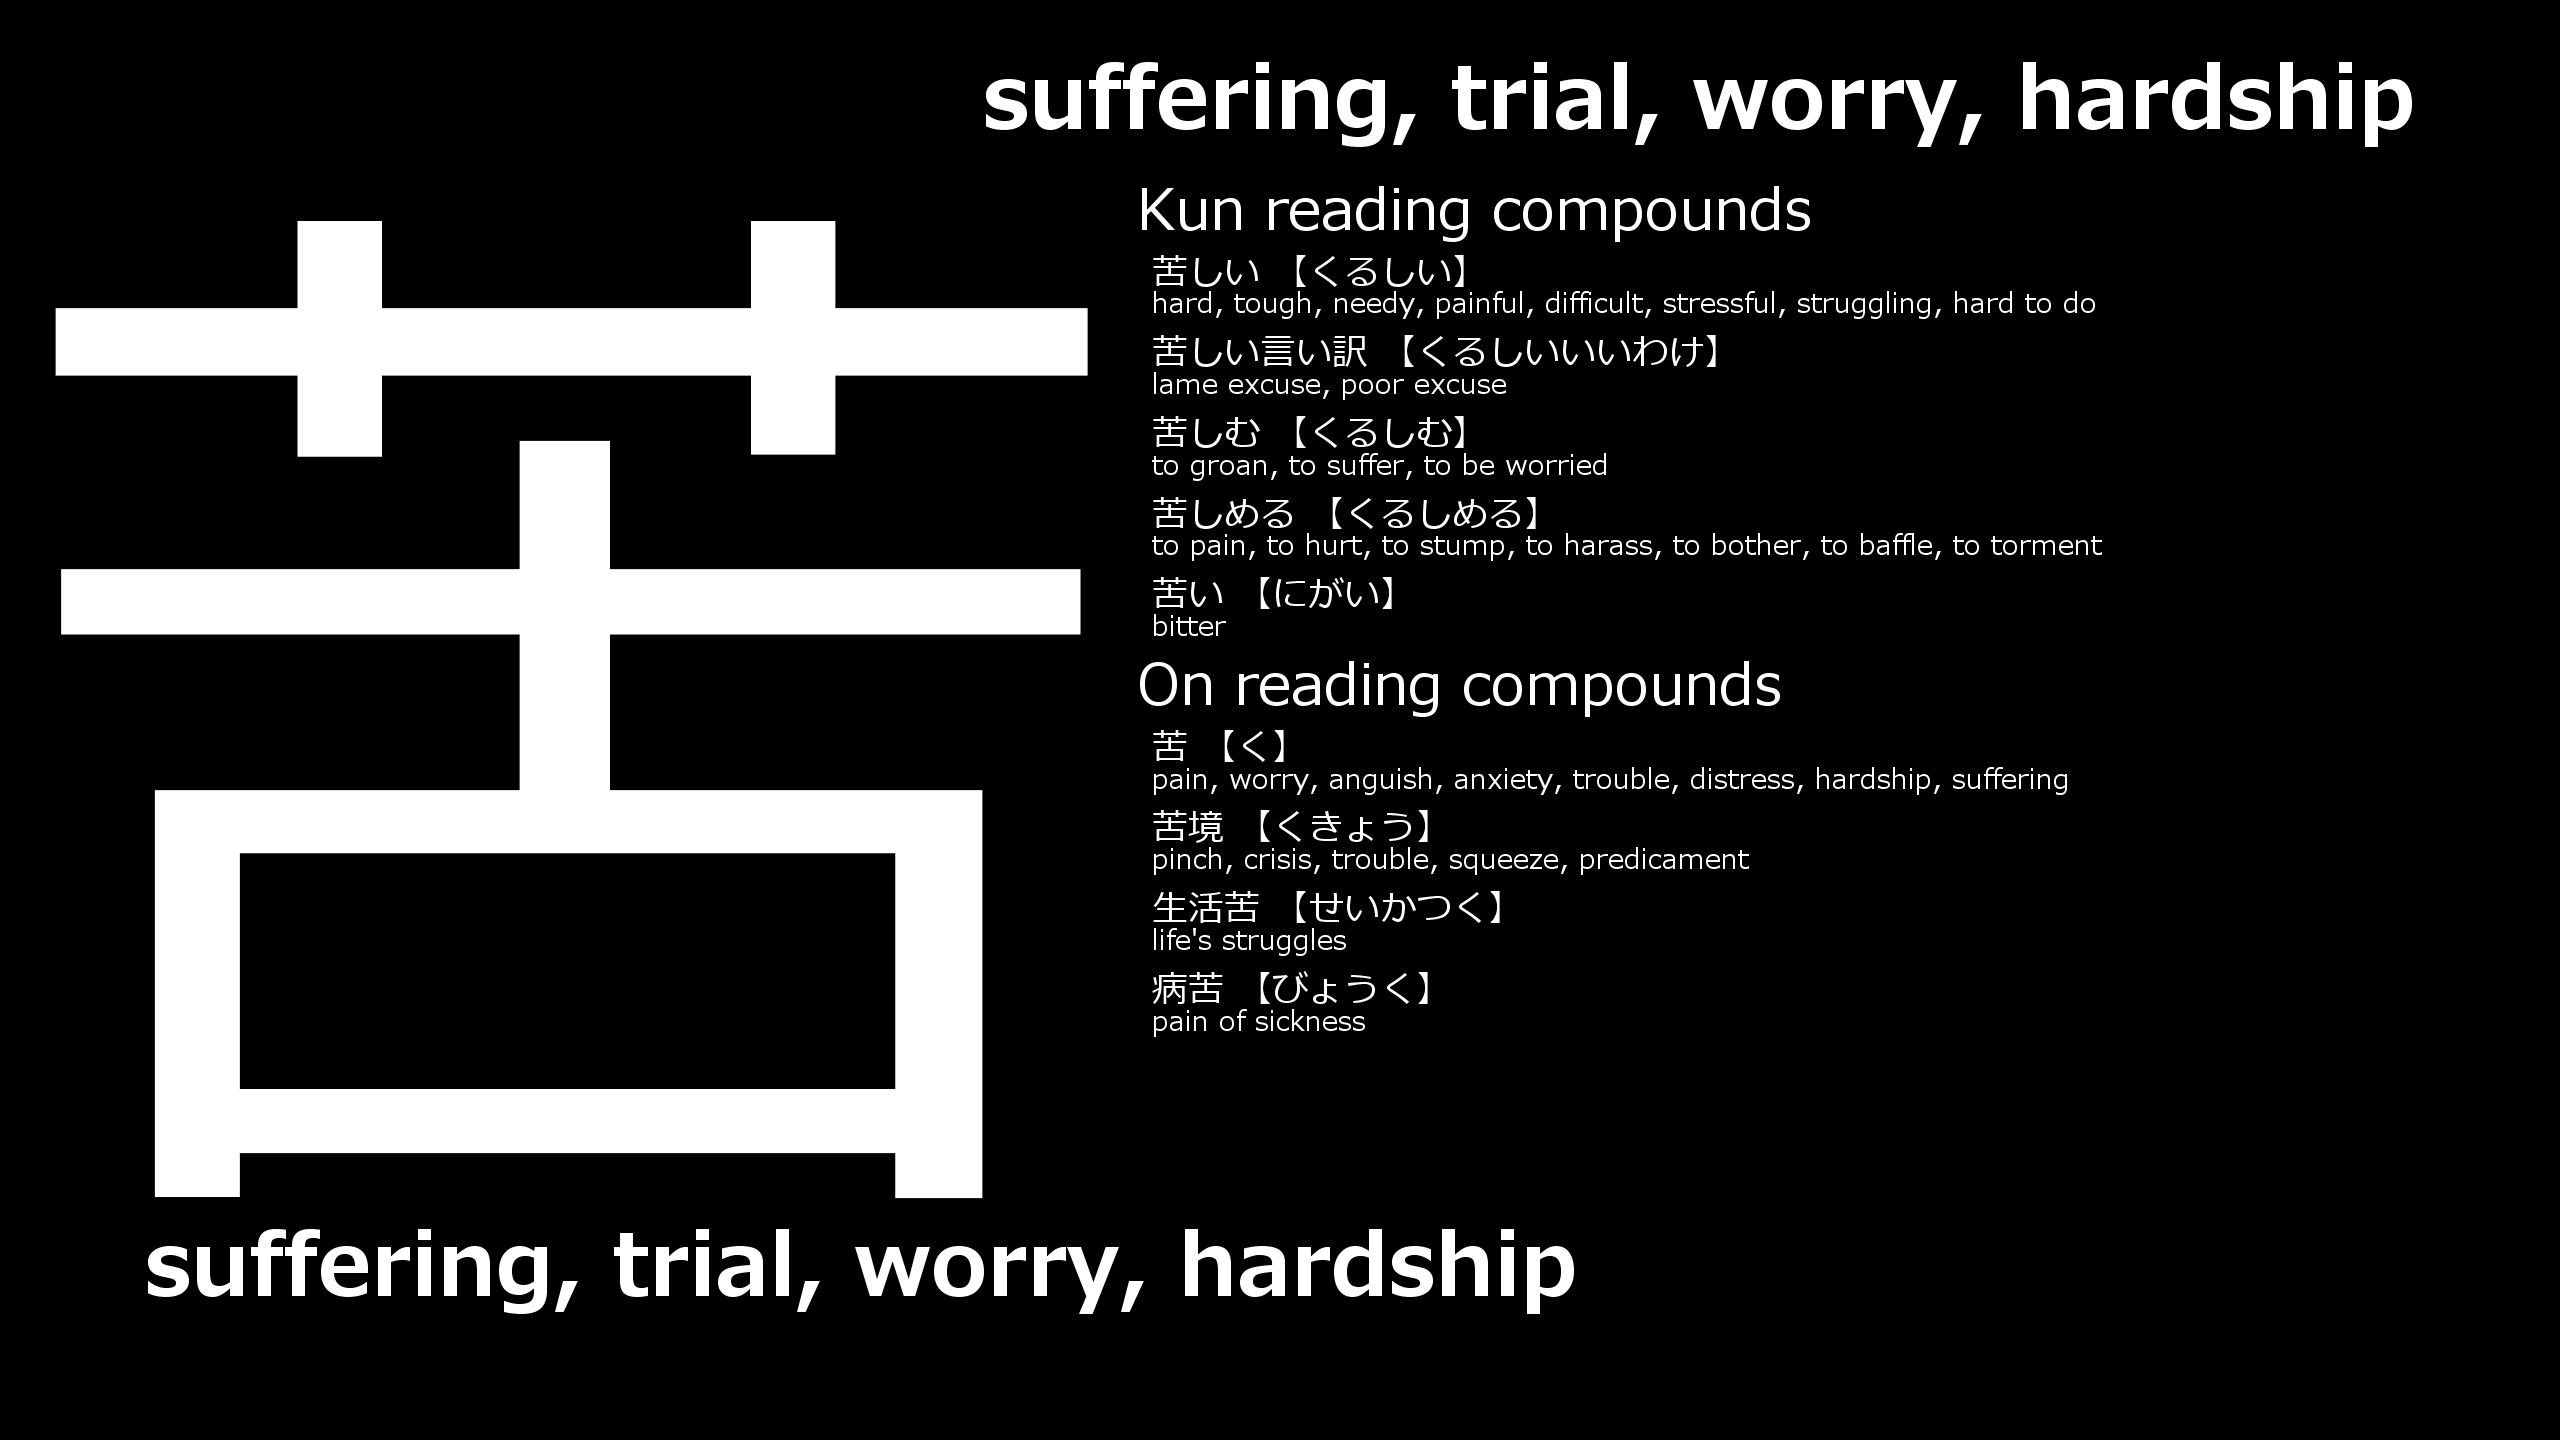 suffering, trial, worry, hardship
苦
Kun reading compounds
苦しい 【くるしい】
hard, tough, needy, painful, difficult, stressful, struggling, hard to do
苦しい言い訳 【くるしいいいわけ】
lame excuse, poor excuse
苦しむ 【くるしむ】
to groan, to suffer, to be worried
苦しめる 【くるしめる】
to pain, to hurt, to stump, to harass, to bother, to baffle, to torment
苦い 【にがい】
bitter
On reading compounds
苦 【く】
pain, worry, anguish, anxiety, trouble, distress, hardship, suffering
苦境 【くきょう】
pinch, crisis, trouble, squeeze, predicament
生活苦 【せいかつく】
life's struggles
病苦 【びょうく】
pain of sickness
suffering, trial, worry, hardship